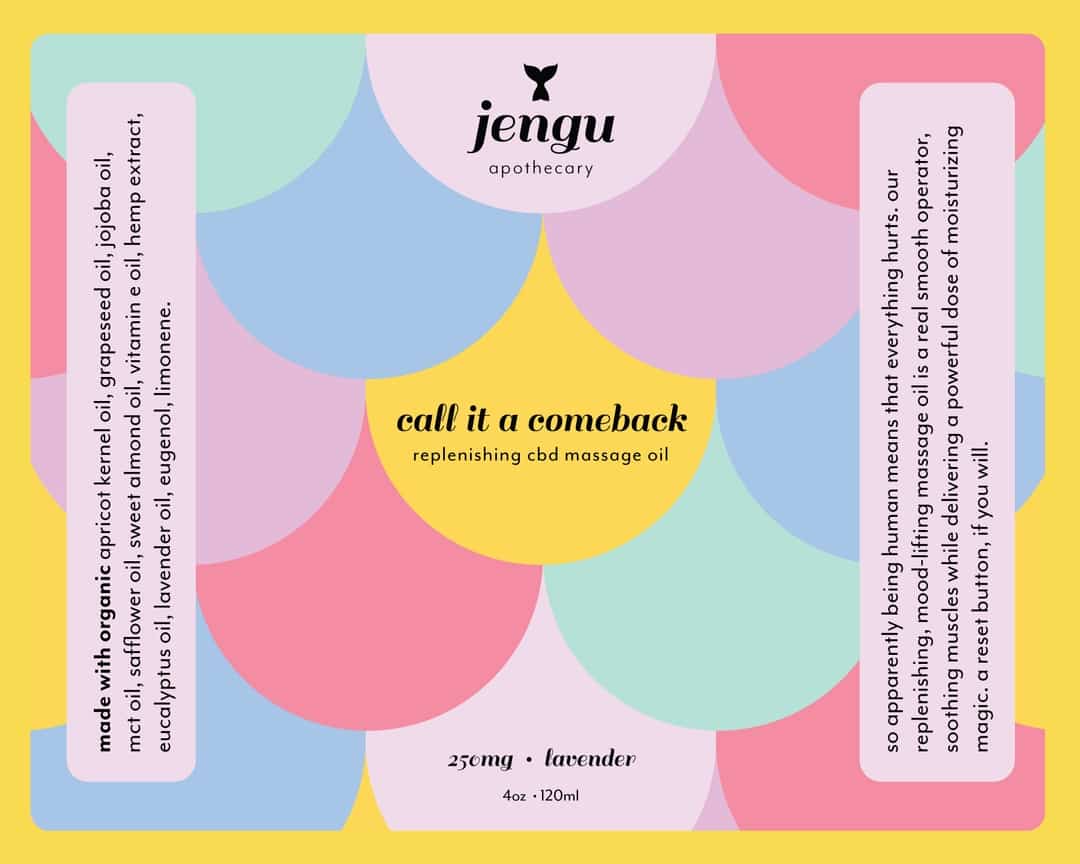 made with organic apricot kernel oil, grapeseed oil, jojoba oil,
mct oil, safflower oil, sweet almond oil, vitamin e oil, hemp extract,
eucalyptus oil, lavender oil, eugenol, limonene.
jengu
apothecary
call it a comeback
replenishing cbd massage oil
250mg • lavender
4oz • 120ml
so apparently being human means that everything hurts. our
replenishing, mood-lifting massage oil is a real smooth operator,
soothing muscles while delivering a powerful dose of moisturizing
magic. a reset button, if you will.